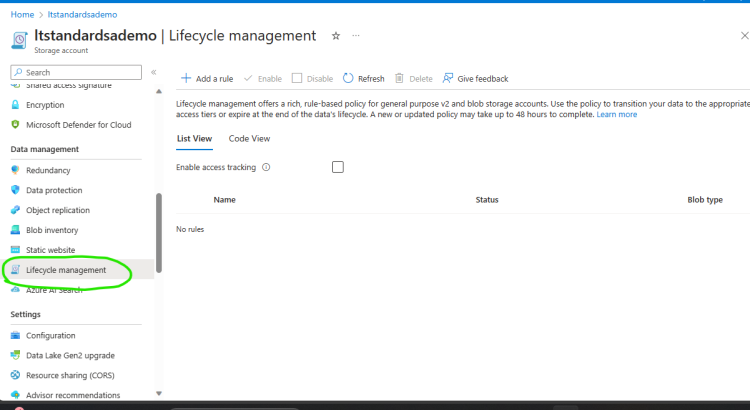 Home > ltstandardsademo
ltstandardsademo | Lifecycle management
Storage account
Search
Add a rule Enable Disable Refresh Delete Give feedback
Shared access signature
Encryption
Microsoft Defender for Cloud
Data management
Redundancy
Data protection
Object replication
Blob inventory
Static website
Lifecycle management
Azure AI Search
Settings
Configuration
Data Lake Gen2 upgrade
Resource sharing (CORS)
Advisor recommendations
Lifecycle management offers a rich, rule-based policy for general purpose v2 and blob storage accounts. Use the policy to transition your data to the appropriate
access tiers or expire at the end of the data's lifecycle. A new or updated policy may take up to 48 hours to complete. Learn more
List View Code View
Enable access tracking
Name Status Blob type
No rules